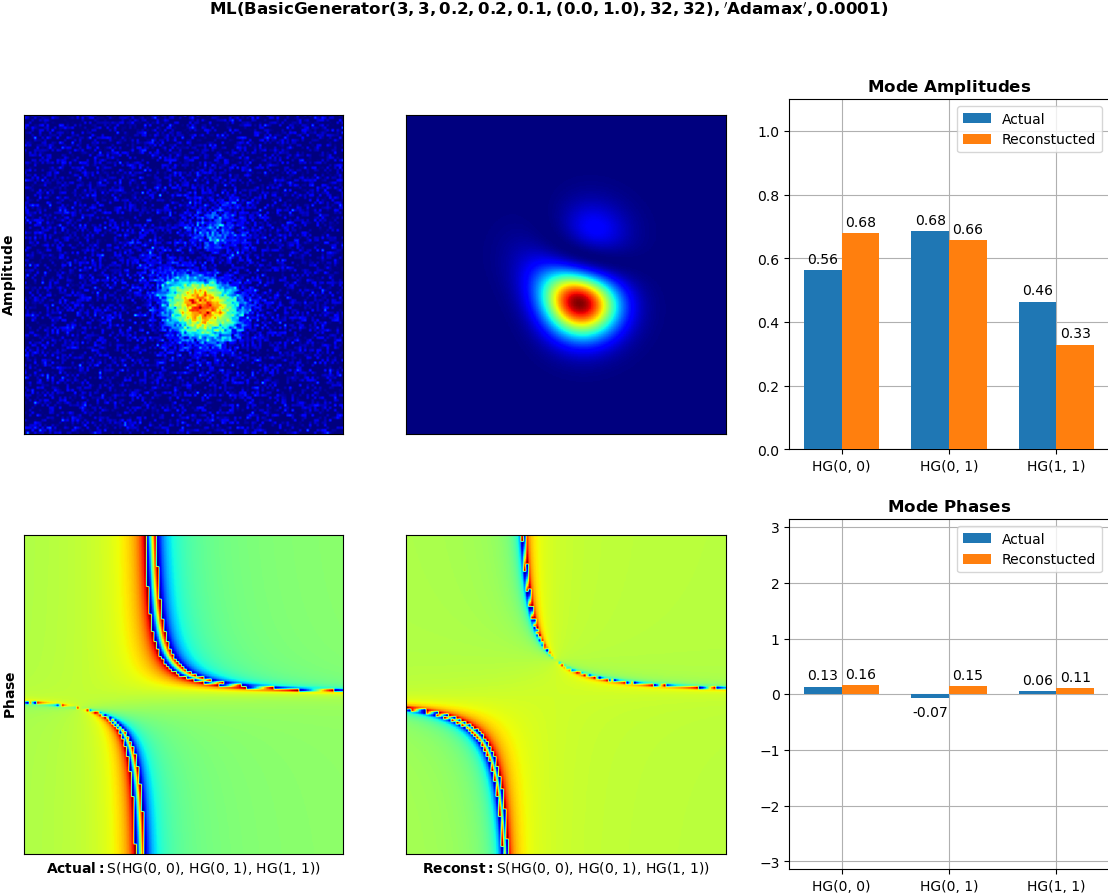 ML(BasicGenerator(3, 3, 0.2, 0.2, 0.1, (0.0, 1.0), 32, 32), ′Adamax′, 0.0001)
Amplitude
Mode Amplitudes
Actual
Reconstucted
1.0
0.8
0.6
0.4
0.2
0.0
0.56
0.68
0.68
0.66
0.46
0.33
HG(0, 0)
HG(0, 1)
HG(1, 1)
Phase
Actual: S(HG(0, 0), HG(0, 1), HG(1, 1))
Reconst: S(HG(0, 0), HG(0, 1), HG(1, 1))
Mode Phases
Actual
Reconstucted
3
2
1
0
−1
−2
−3
0.13
0.16
-0.07
0.15
0.06
0.11
HG(0, 0)
HG(0, 1)
HG(1, 1)